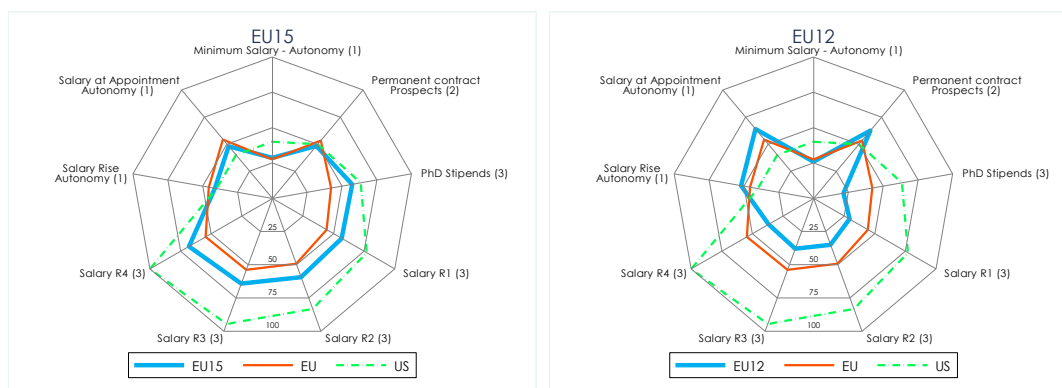 EU15
Minimum Salary - Autonomy (1)
Salary at Appointment
Autonomy (1)
Permanent contract
Prospects (2)
Salary Rise
Autonomy (1)
PhD Stipends (3)
25
Salary R4 (3)
Salary R1 (3)
50
75
100
Salary R3 (3)
Salary R2 (3)
EU15
EU
US
EU12
Minimum Salary - Autonomy (1)
Salary at Appointment
Autonomy (1)
Permanent contract
Prospects (2)
Salary Rise
Autonomy (1)
PhD Stipends (3)
25
Salary R4 (3)
Salary R1 (3)
50
75
100
Salary R3 (3)
Salary R2 (3)
EU12
EU
US